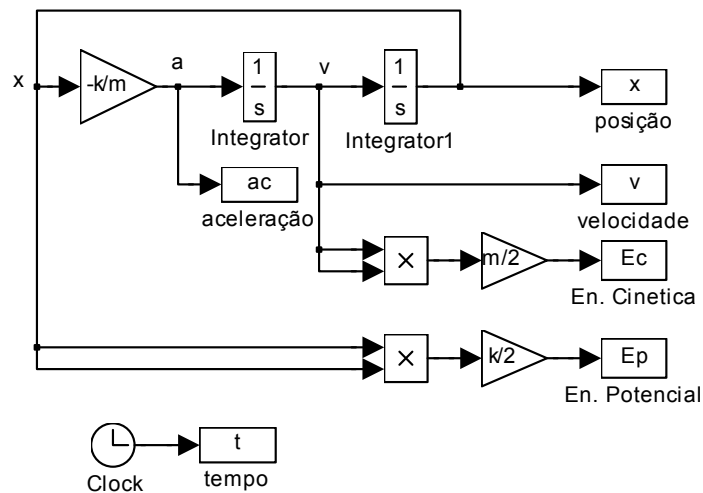 x
-k/m
a
1
s
Integrator
v
1
s
Integrator1
x
posição
ac
aceleração
v
velocidade
×
m/2
Ec
En. Cinetica
×
k/2
Ep
En. Potencial
Clock
t
tempo